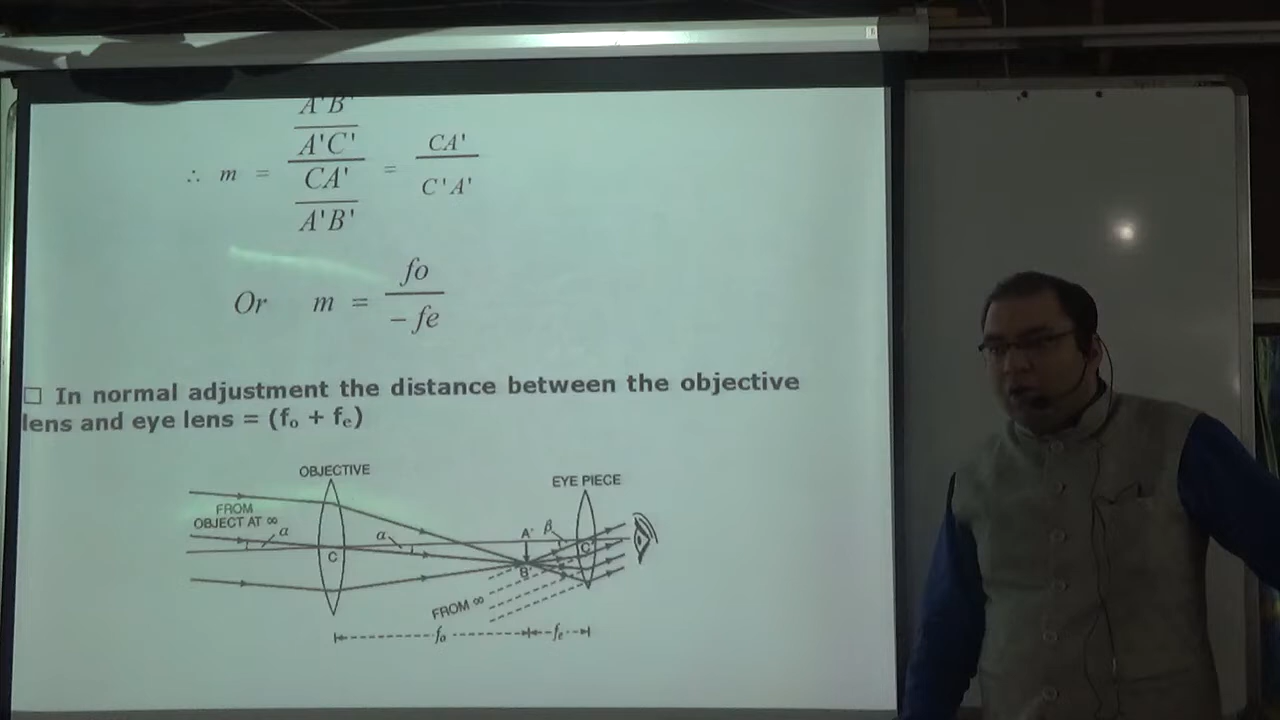 A'B'
A'C'
∴ m = = CA'
CA' C'A'
A'B'
Or m = fo
– fe
□ In normal adjustment the distance between the objective
lens and eye lens = (fₒ + fₑ)
OBJECTIVE
EYE PIECE
FROM
OBJECT AT ∞
α
α
A'
β
C
C'
B'
FROM ∞
fₒ
fₑ